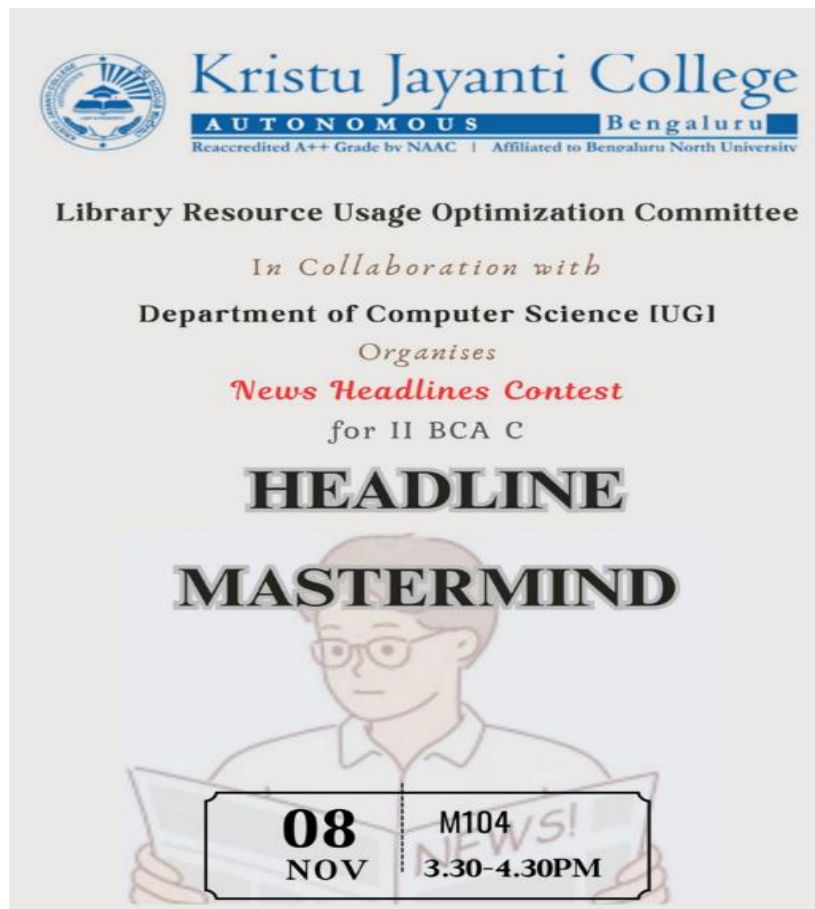 Kristu Jayanti College
AUTONOMOUS Bengaluru
Reaccredited A++ Grade by NAAC | Affiliated to Bengaluru North University
Library Resource Usage Optimization Committee
In Collaboration with
Department of Computer Science [UG]
Organises
News Headlines Contest
for II BCA C
HEADLINE
MASTERMIND
NEWS!
08 M104
NOV 3.30-4.30PM